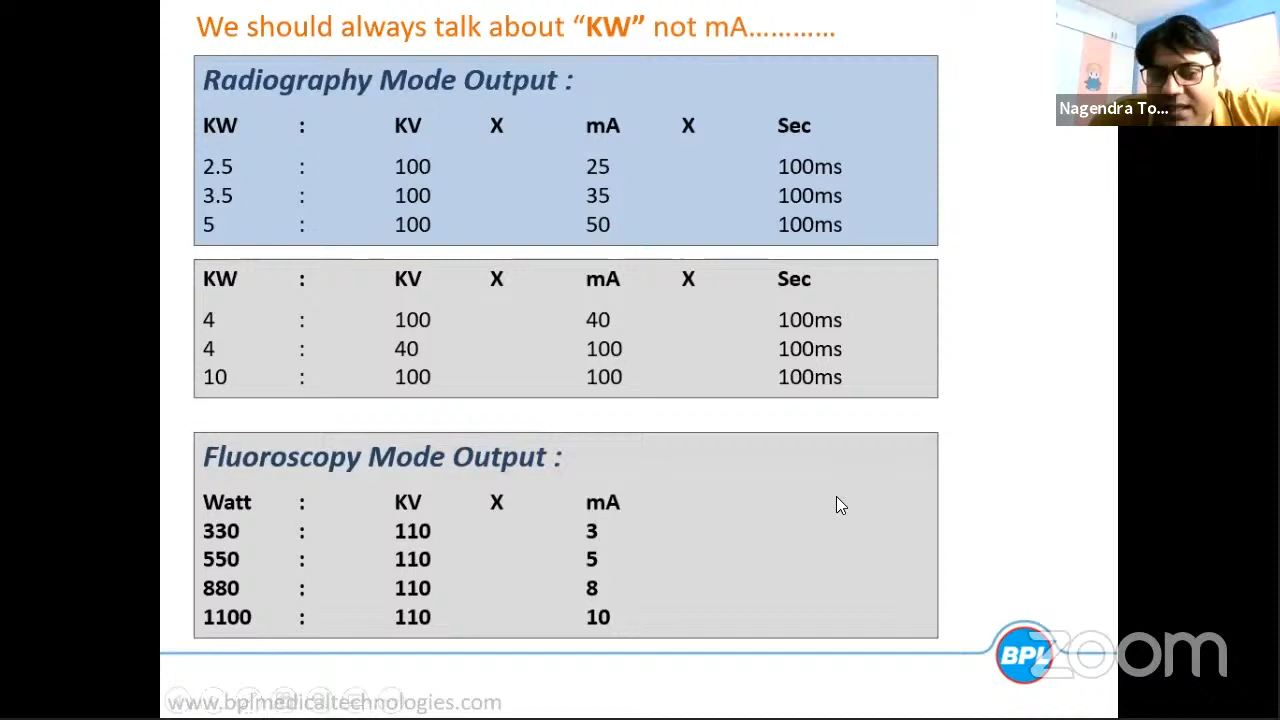 We should always talk about “KW” not mA…………
Nagendra To...
Radiography Mode Output :
KW : KV X mA X Sec
2.5 : 100 25 100ms
3.5 : 100 35 100ms
5 : 100 50 100ms
KW : KV X mA X Sec
4 : 100 40 100ms
4 : 40 100 100ms
10 : 100 100 100ms
Fluoroscopy Mode Output :
Watt : KV X mA
330 : 110 3
550 : 110 5
880 : 110 8
1100 : 110 10
BPL
zoom
www.bplmedicaltechnologies.com